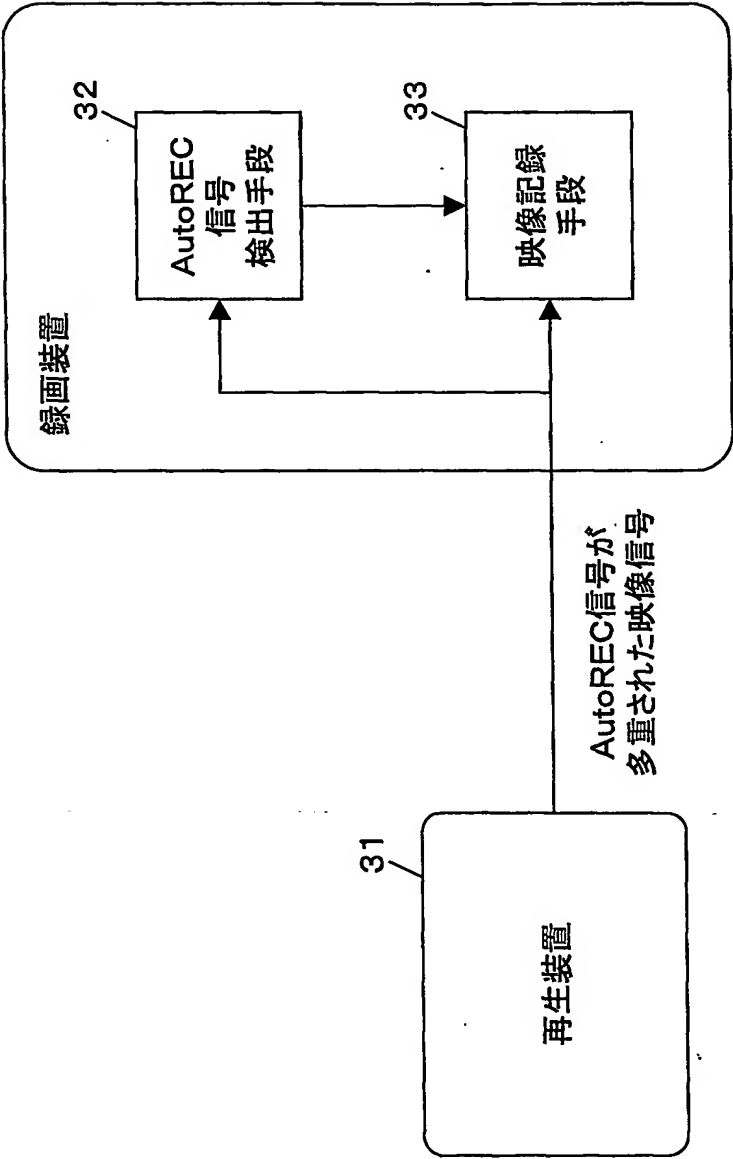 録画装置
32
AutoREC
信号
検出手段
33
映像記録
手段
AutoREC信号が
多重された映像信号
31
再生装置